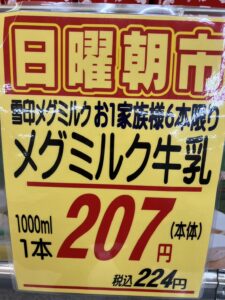 日曜朝市
雪印メグミルク お1家族様6本限り
メグミルク牛乳
1000ml
1本 207円 (本体)
税込 224円